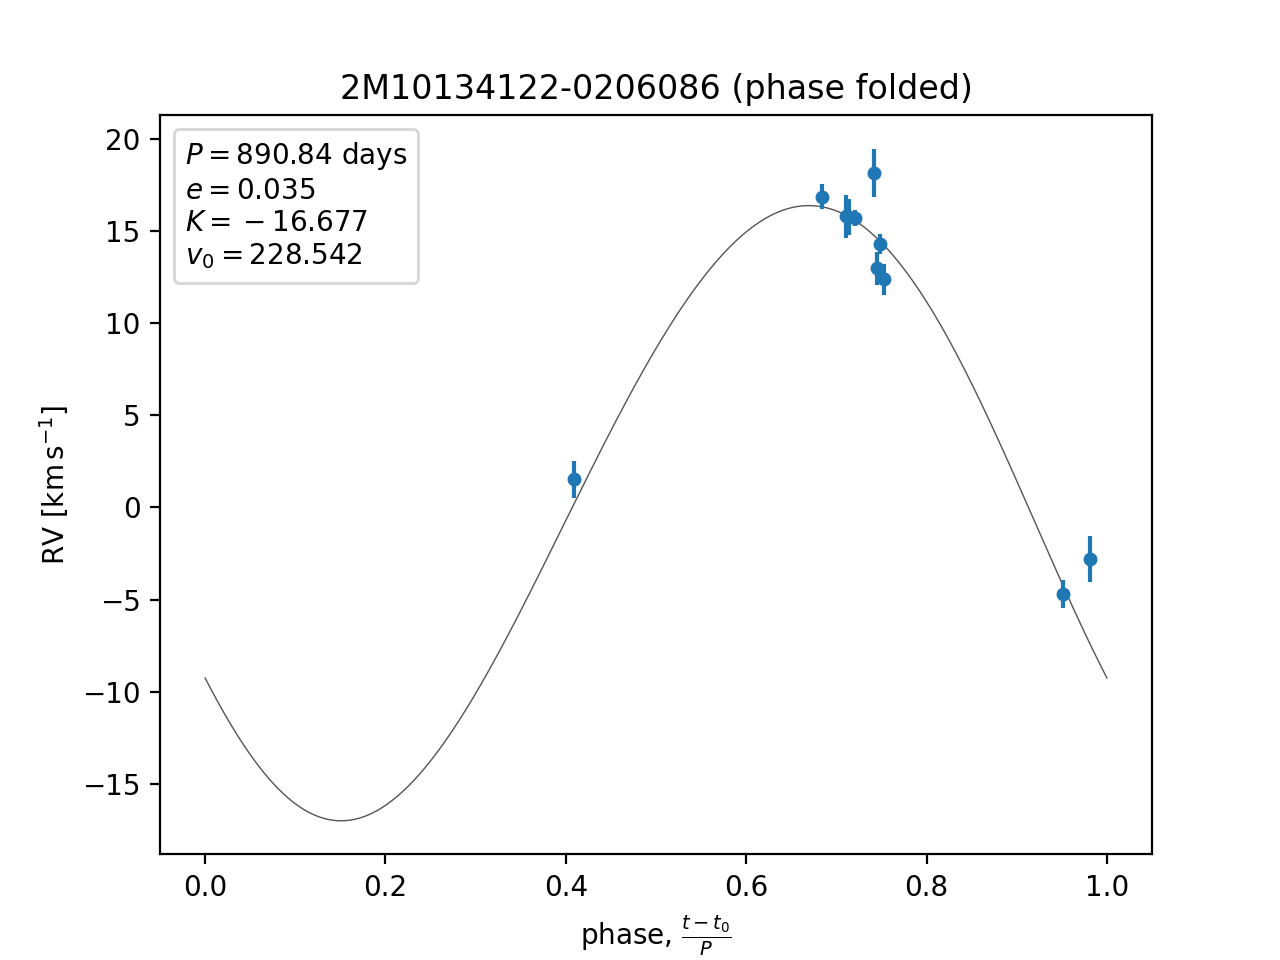 2M10134122-0206086 (phase folded)
P = 890.84 days
e = 0.035
K = −16.677
v₀ = 228.542
20
15
10
5
0
−5
−10
−15
RV [km s⁻¹]
0.0 0.2 0.4 0.6 0.8 1.0
phase, (t − t₀)/P